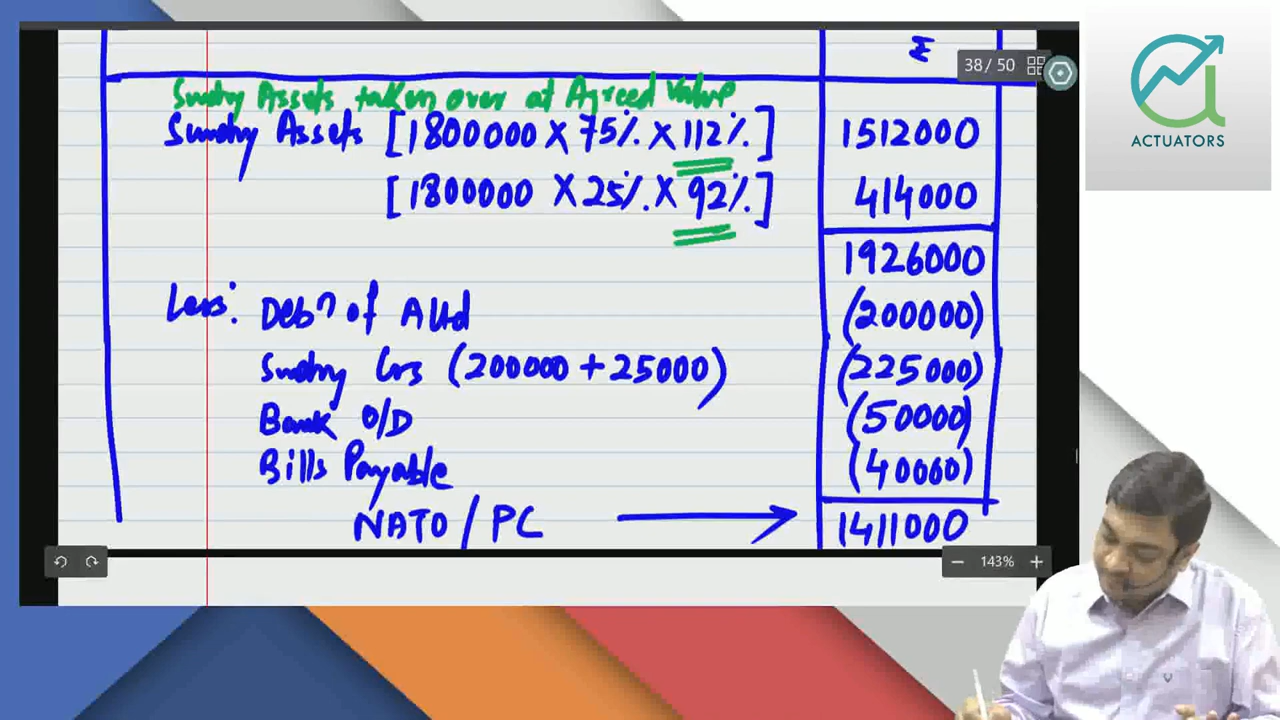 ₹
38 / 50
Sundry Assets taken over at Agreed Value
Sundry Assets [1800000 X 75%. X 112%.] 1512000
[1800000 X 25%. X 92%.] 414000
1926000
Less: Debⁿ of A Ltd (200000)
Sundry Crs (200000 + 25000) (225000)
Bank O/D (50000)
Bills Payable (40000)
NATO / PC → 1411000
− 143% +
ACTUATORS